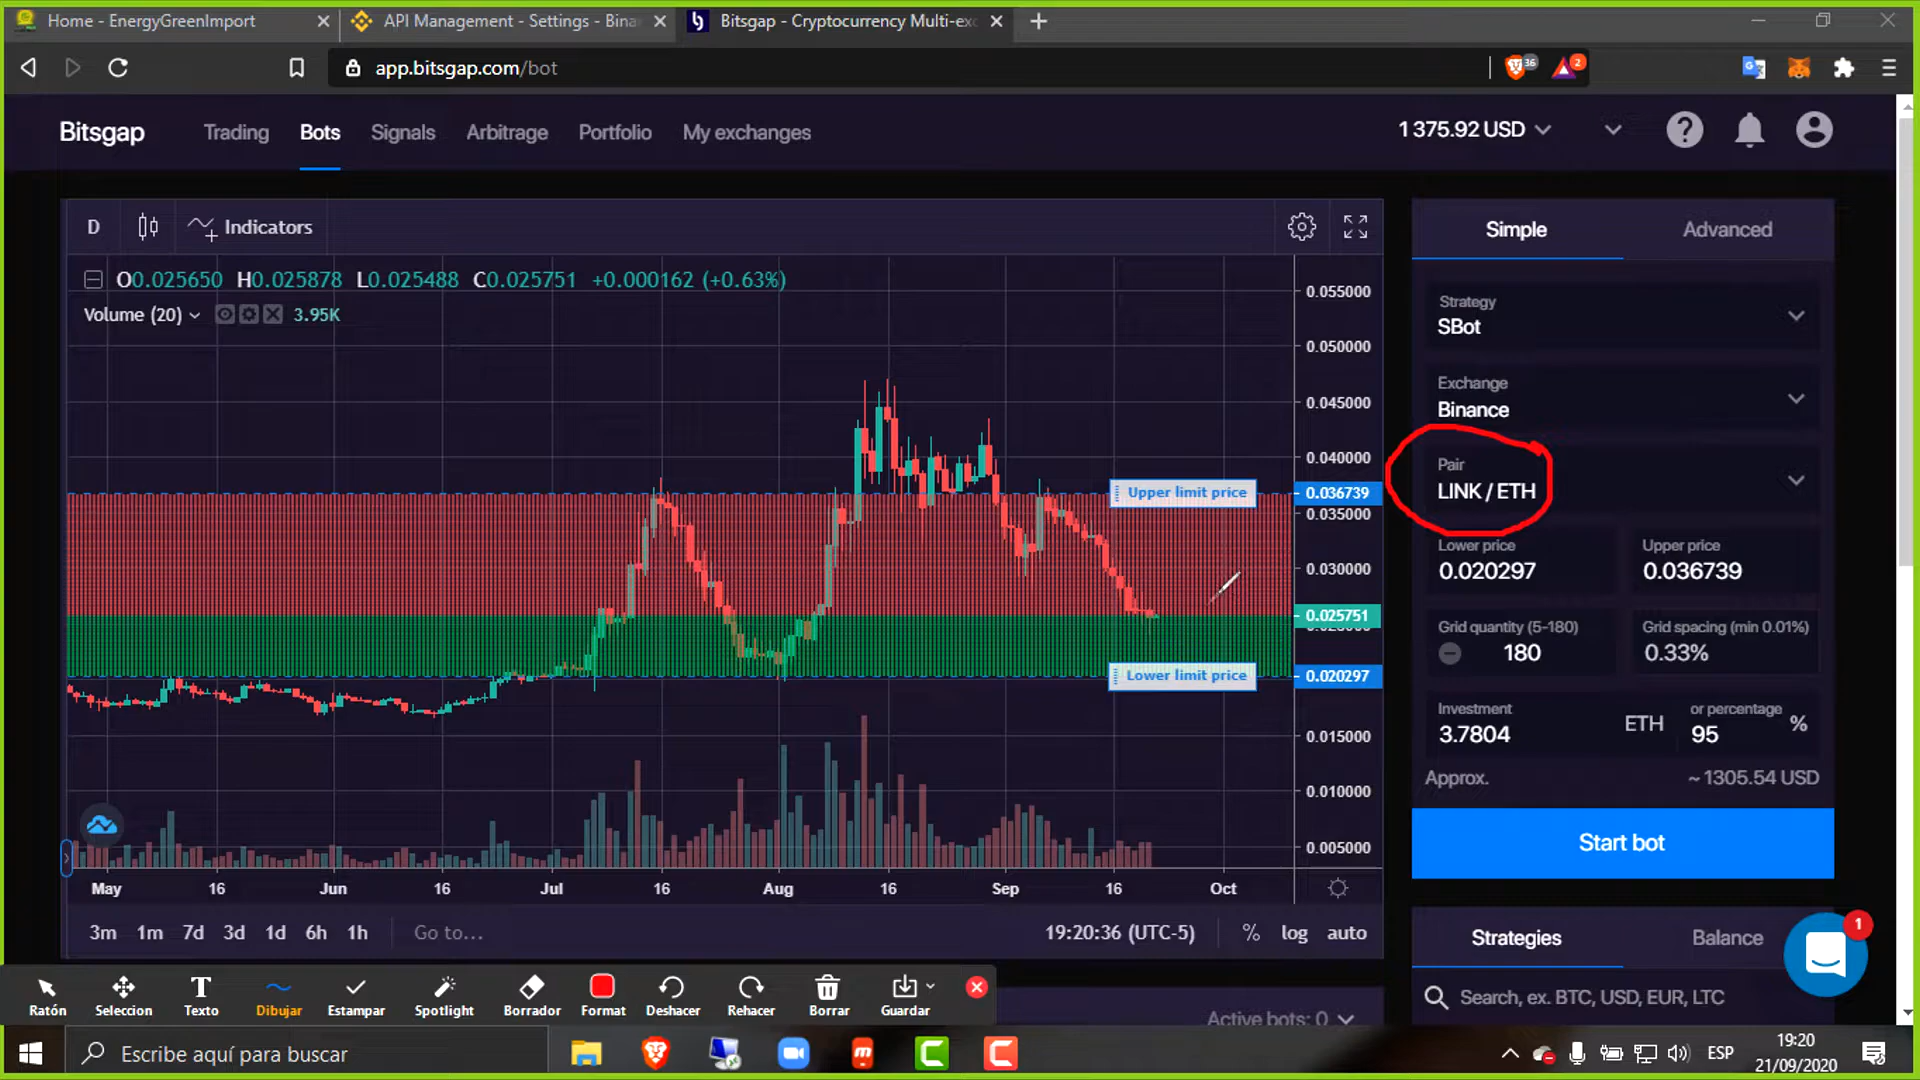 Home - EnergyGreenImport
API Management - Settings - Bina
Bitsgap - Cryptocurrency Multi-exc
app.bitsgap.com/bot
36
2
Bitsgap
Trading
Bots
Signals
Arbitrage
Portfolio
My exchanges
1 375.92 USD
D
Indicators
O0.025650 H0.025878 L0.025488 C0.025751 +0.000162 (+0.63%)
Volume (20)
3.95K
Upper limit price
Lower limit price
0.055000
0.050000
0.045000
0.040000
0.036739
0.035000
0.030000
0.025751
0.020297
0.015000
0.010000
0.005000
May
16
Jun
16
Jul
16
Aug
16
Sep
16
Oct
3m
1m
7d
3d
1d
6h
1h
Go to...
19:20:36 (UTC-5)
%
log
auto
Simple
Advanced
Strategy
SBot
Exchange
Binance
Pair
LINK / ETH
Lower price
0.020297
Upper price
0.036739
Grid quantity (5-180)
180
Grid spacing (min 0.01%)
0.33%
Investment
3.7804
ETH
or percentage
95
%
Approx.
~ 1305.54 USD
Start bot
Strategies
Balance
1
Search, ex. BTC, USD, EUR, LTC
Active bots: 0
Ratón
Seleccion
Texto
Dibujar
Estampar
Spotlight
Borrador
Format
Deshacer
Rehacer
Borrar
Guardar
Escribe aquí para buscar
ESP
19:20
21/09/2020